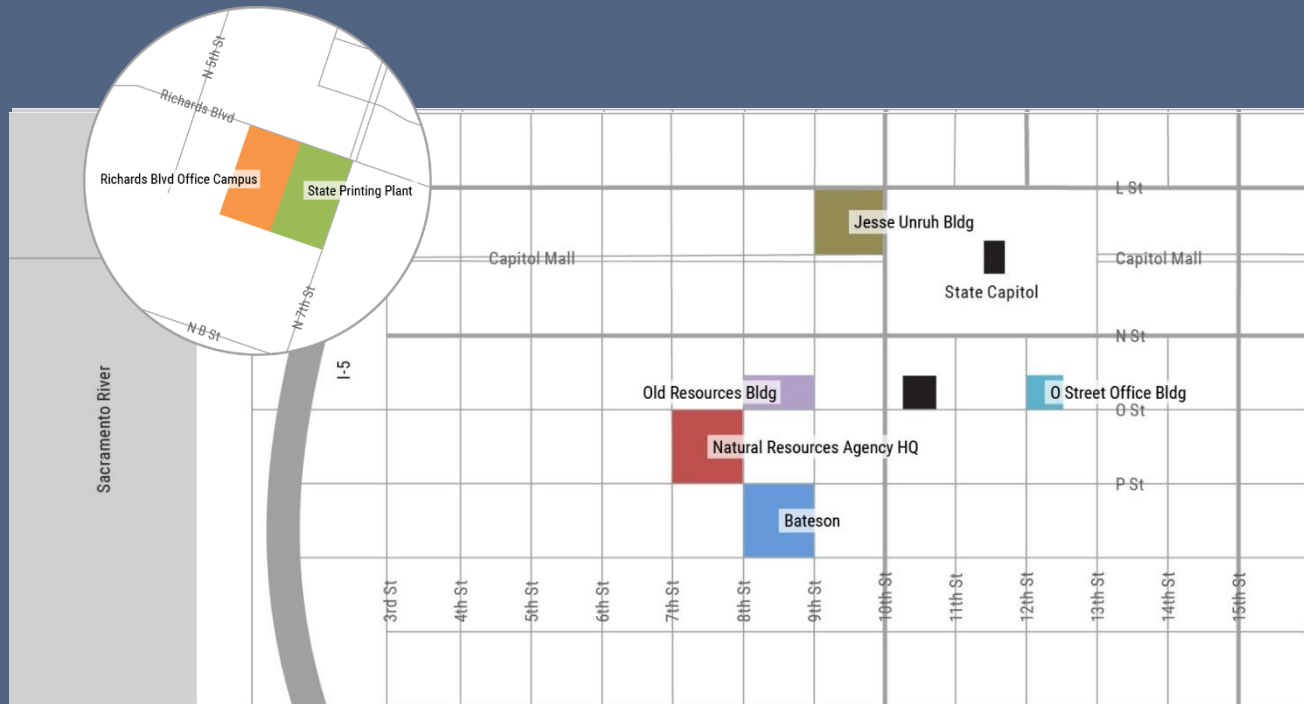 N 5th St
Richards Blvd
Richards Blvd Office Campus
State Printing Plant
N 7th St
N B St
L St
Jesse Unruh Bldg
Capitol Mall
Capitol Mall
State Capitol
N St
I-5
Sacramento River
Old Resources Bldg
O Street Office Bldg
O St
Natural Resources Agency HQ
P St
Bateson
3rd St
4th St
5th St
6th St
7th St
8th St
9th St
10th St
11th St
12th St
13th St
14th St
15th St